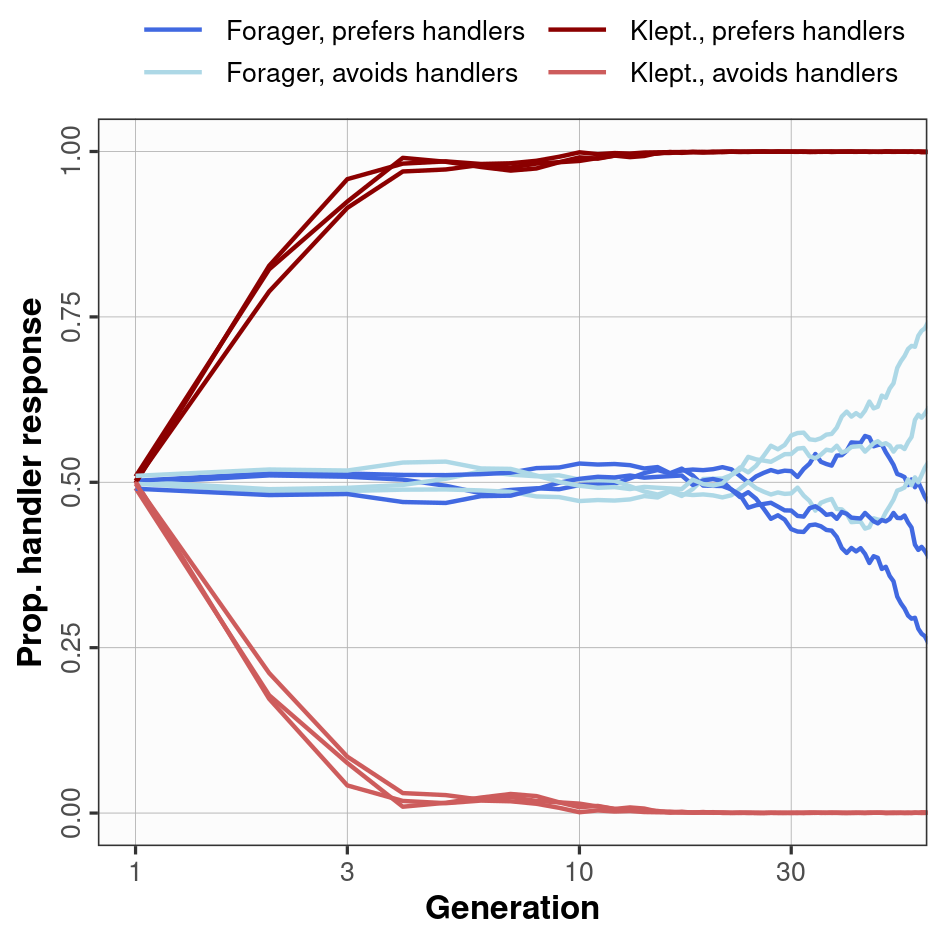 Forager, prefers handlers
Klept., prefers handlers
Forager, avoids handlers
Klept., avoids handlers
Prop. handler response
1.00
0.75
0.50
0.25
0.00
1
3
10
30
Generation